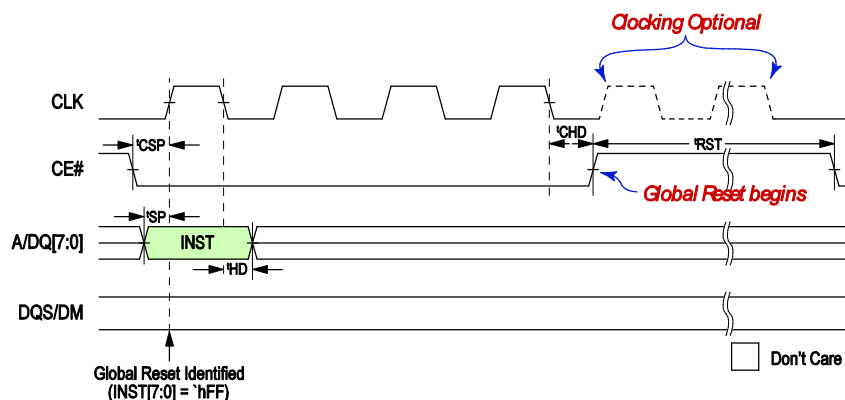 Clocking Optional
CLK
tCSP
tCHD
tRST
CE#
Global Reset begins
tSP
A/DQ[7:0]
INST
tHD
DQS/DM
Don't Care
Global Reset Identified
(INST[7:0] = `hFF)